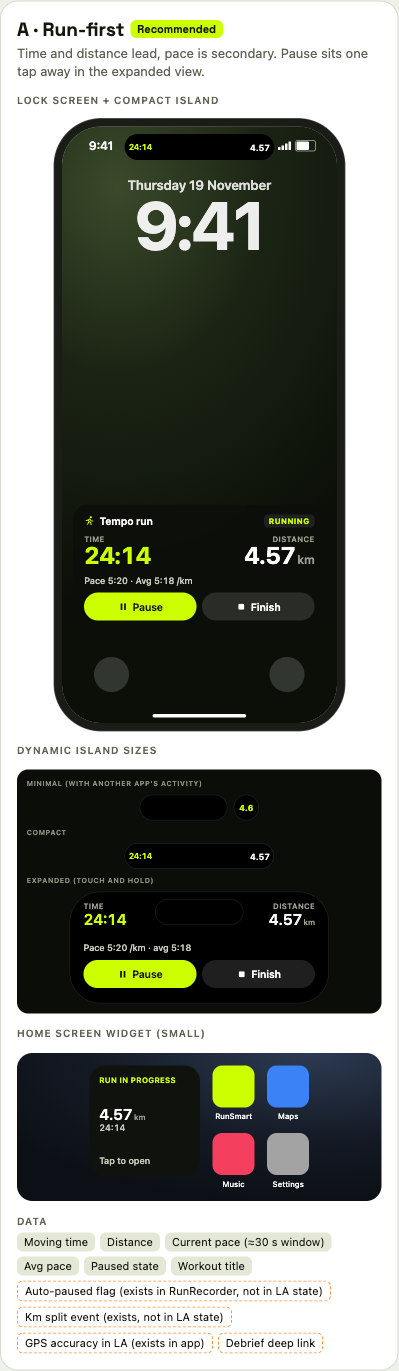 A · Run-first Recommended
Time and distance lead, pace is secondary. Pause sits one
tap away in the expanded view.
LOCK SCREEN + COMPACT ISLAND
9:41 24:14 4.57
Thursday 19 November
9:41
Tempo run RUNNING
TIME DISTANCE
24:14 4.57 km
Pace 5:20 · Avg 5:18 /km
Pause Finish
DYNAMIC ISLAND SIZES
MINIMAL (WITH ANOTHER APP'S ACTIVITY)
4.6
COMPACT
24:14 4.57
EXPANDED (TOUCH AND HOLD)
TIME DISTANCE
24:14 4.57 km
Pace 5:20 /km · avg 5:18
Pause Finish
HOME SCREEN WIDGET (SMALL)
RUN IN PROGRESS
4.57 km
24:14
Tap to open
RunSmart Maps
Music Settings
DATA
Moving time Distance Current pace (≈30 s window)
Avg pace Paused state Workout title
Auto-paused flag (exists in RunRecorder, not in LA state)
Km split event (exists, not in LA state)
GPS accuracy in LA (exists in app) Debrief deep link